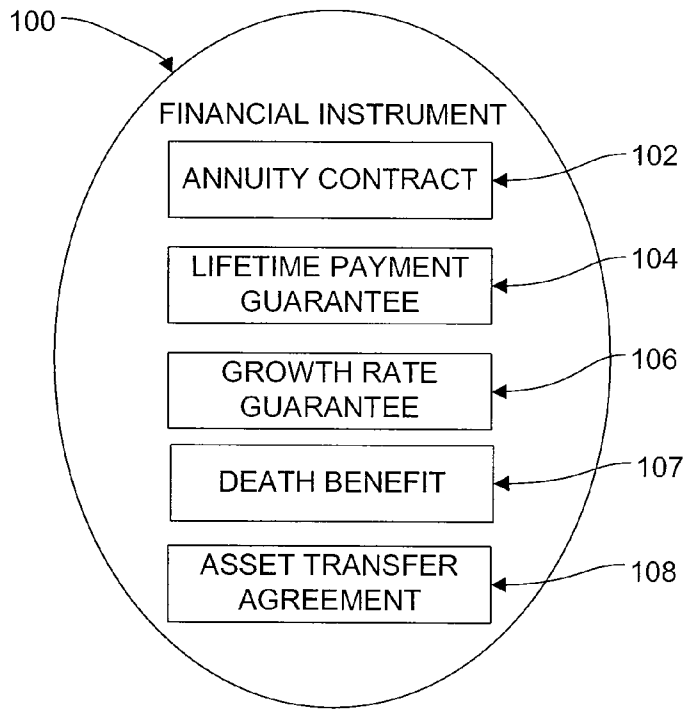 100
FINANCIAL INSTRUMENT
ANNUITY CONTRACT
102
LIFETIME PAYMENT
GUARANTEE
104
GROWTH RATE
GUARANTEE
106
DEATH BENEFIT
107
ASSET TRANSFER
AGREEMENT
108